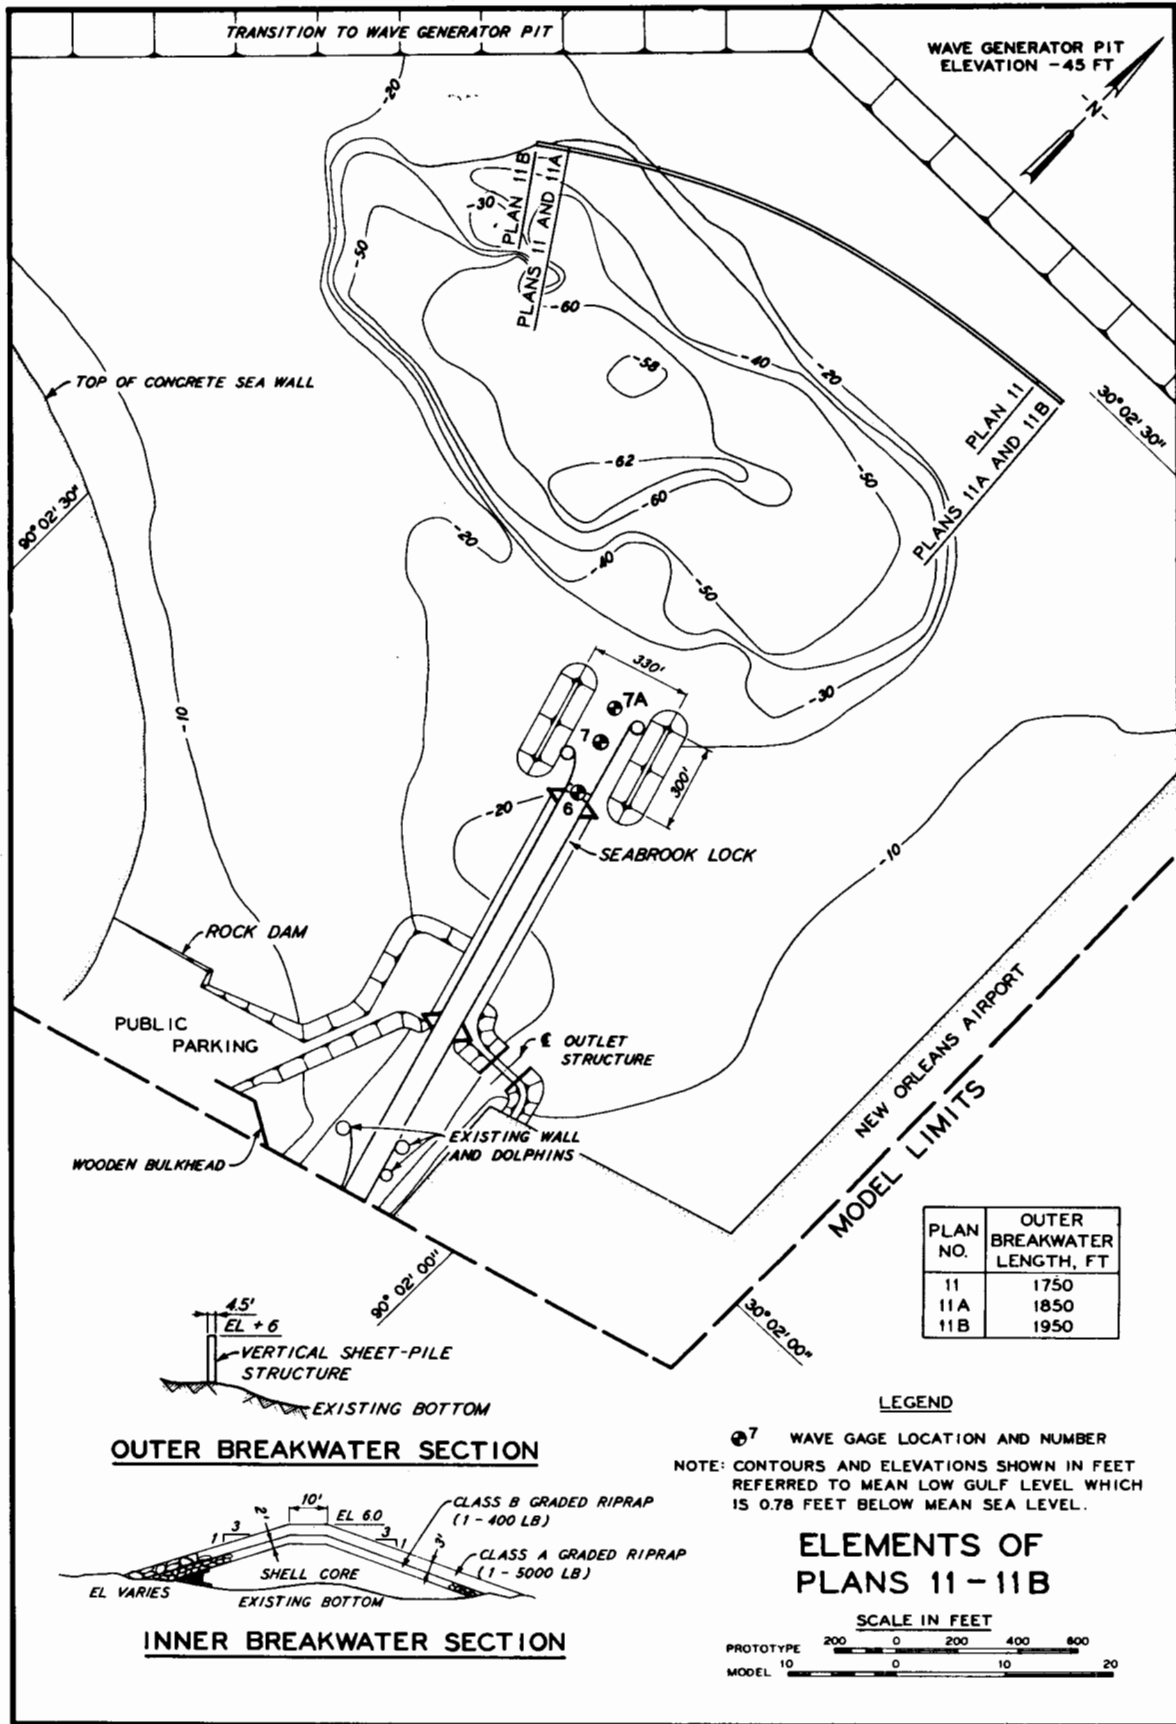 TRANSITION TO WAVE GENERATOR PIT
WAVE GENERATOR PIT
ELEVATION -45 FT
-N-
-20
PLAN 11B
PLANS 11 AND 11A
-30
-50
-60
-58
-40
-20
TOP OF CONCRETE SEA WALL
PLAN 11
PLANS 11A AND 11B
30° 02' 30"
90° 02' 30"
-62
-60
-50
-20
-40
-50
-30
330'
7A
7
-10
300'
-20
6
SEABROOK LOCK
-10
ROCK DAM
PUBLIC
PARKING
℄ OUTLET
STRUCTURE
NEW ORLEANS AIRPORT
MODEL LIMITS
EXISTING WALL
AND DOLPHINS
WOODEN BULKHEAD
90° 02' 00"
30° 02' 00"
PLAN NO. OUTER BREAKWATER LENGTH, FT
11 1750
11A 1850
11B 1950
4.5'
EL + 6
VERTICAL SHEET-PILE
STRUCTURE
EXISTING BOTTOM
OUTER BREAKWATER SECTION
LEGEND
7 WAVE GAGE LOCATION AND NUMBER
NOTE: CONTOURS AND ELEVATIONS SHOWN IN FEET
REFERRED TO MEAN LOW GULF LEVEL WHICH
IS 0.78 FEET BELOW MEAN SEA LEVEL.
10'
EL 6.0
2'
3
1
3
1
3'
CLASS B GRADED RIPRAP
(1 - 400 LB)
CLASS A GRADED RIPRAP
(1 - 5000 LB)
SHELL CORE
EL VARIES
EXISTING BOTTOM
INNER BREAKWATER SECTION
ELEMENTS OF
PLANS 11 - 11B
SCALE IN FEET
PROTOTYPE 200 0 200 400 600
MODEL 10 0 10 20